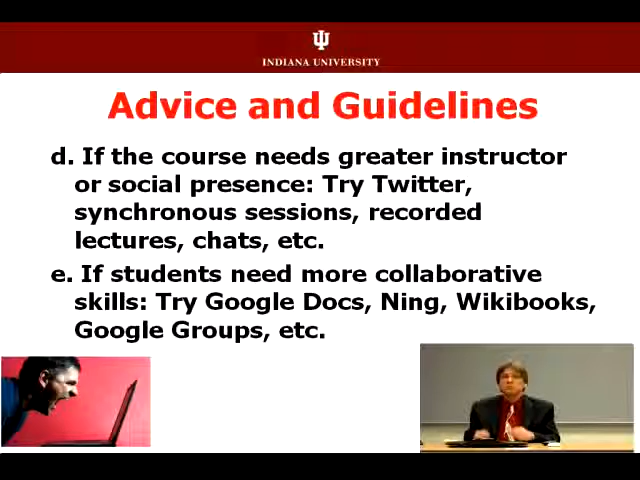 INDIANA UNIVERSITY
Advice and Guidelines
d. If the course needs greater instructor
or social presence: Try Twitter,
synchronous sessions, recorded
lectures, chats, etc.
e. If students need more collaborative
skills: Try Google Docs, Ning, Wikibooks,
Google Groups, etc.